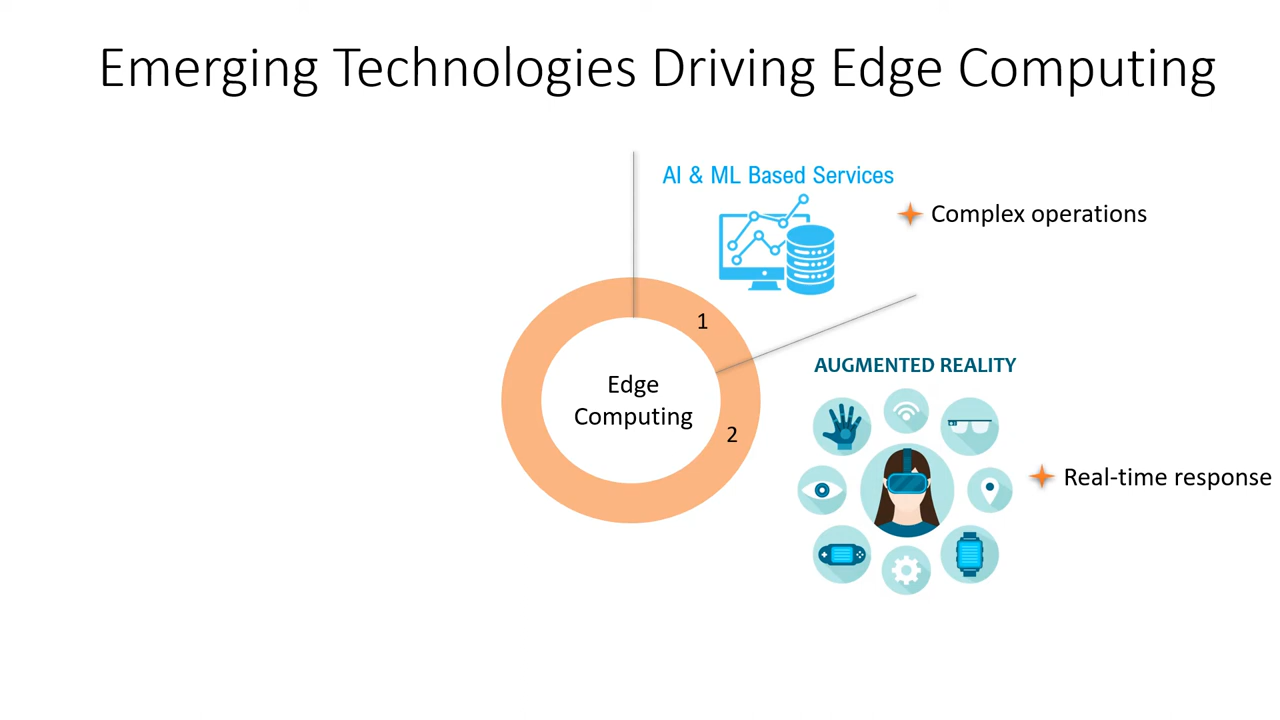 Emerging Technologies Driving Edge Computing
AI & ML Based Services
Complex operations
1
Edge
Computing
2
AUGMENTED REALITY
Real-time response